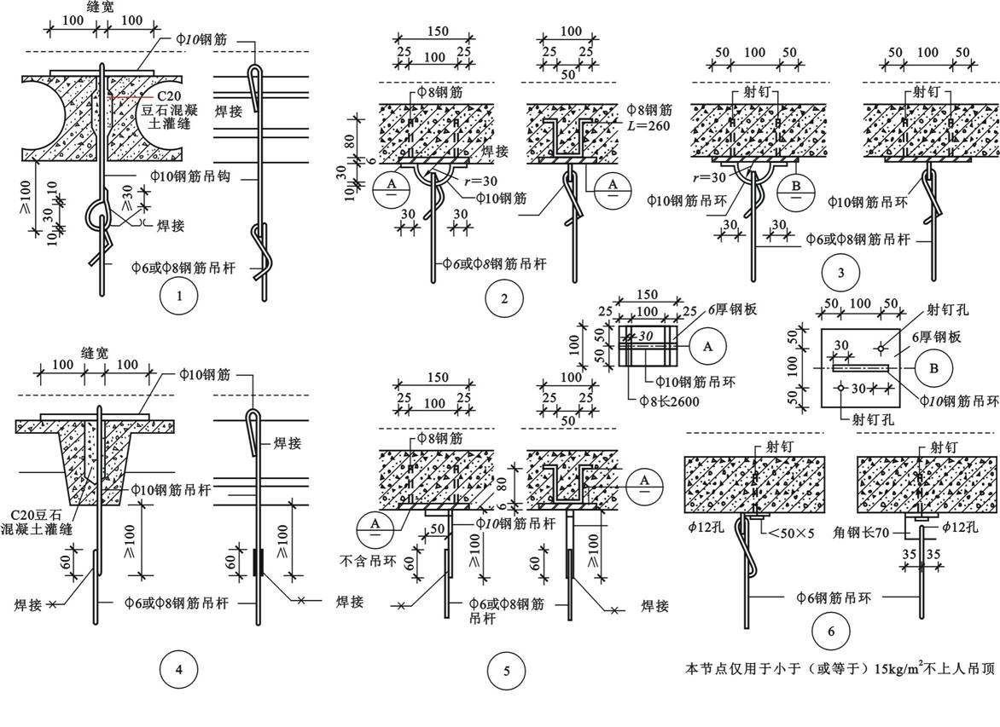 缝宽
100 100
Φ10钢筋
C20
豆石混凝
土灌缝
焊接
≥100
10
30
10
≥30
Φ10钢筋吊钩
焊接
Φ6或Φ8钢筋吊杆
1
150
25 25
100
Φ8钢筋
80
6
30
10
A
r=30
Φ10钢筋
30 30
Φ6或Φ8钢筋吊杆
2
100
25 25
50
Φ8钢筋
L=260
焊接
A
50 100 50
射钉
r=30
B
Φ10钢筋吊环
30 30
50 100 50
射钉
Φ10钢筋吊环
Φ6或Φ8钢筋吊杆
3
150
25 100 25
6厚钢板
50
100
50
30
A
Φ10钢筋吊环
Φ8长2600
50 100 50
射钉孔
6厚钢板
50
100
50
30
B
30
Φ10钢筋吊环
射钉孔
缝宽
100 100
Φ10钢筋
焊接
Φ10钢筋吊杆
C20豆石
混凝土灌缝
≥100
60
60
≥100
焊接
Φ6或Φ8钢筋吊杆
焊接
4
150
25 25
100
Φ8钢筋
80
6
A
不含吊环
Φ10钢筋吊杆
50
60
≥100
焊接
Φ6或Φ8钢筋
吊杆
5
100
25 25
50
A
60
≥100
焊接
射钉
ϕ12孔
<50×5
Φ6钢筋吊环
6
射钉
角钢长70
ϕ12孔
35 35
本节点仅用于小于（或等于）15kg/m²不上人吊顶